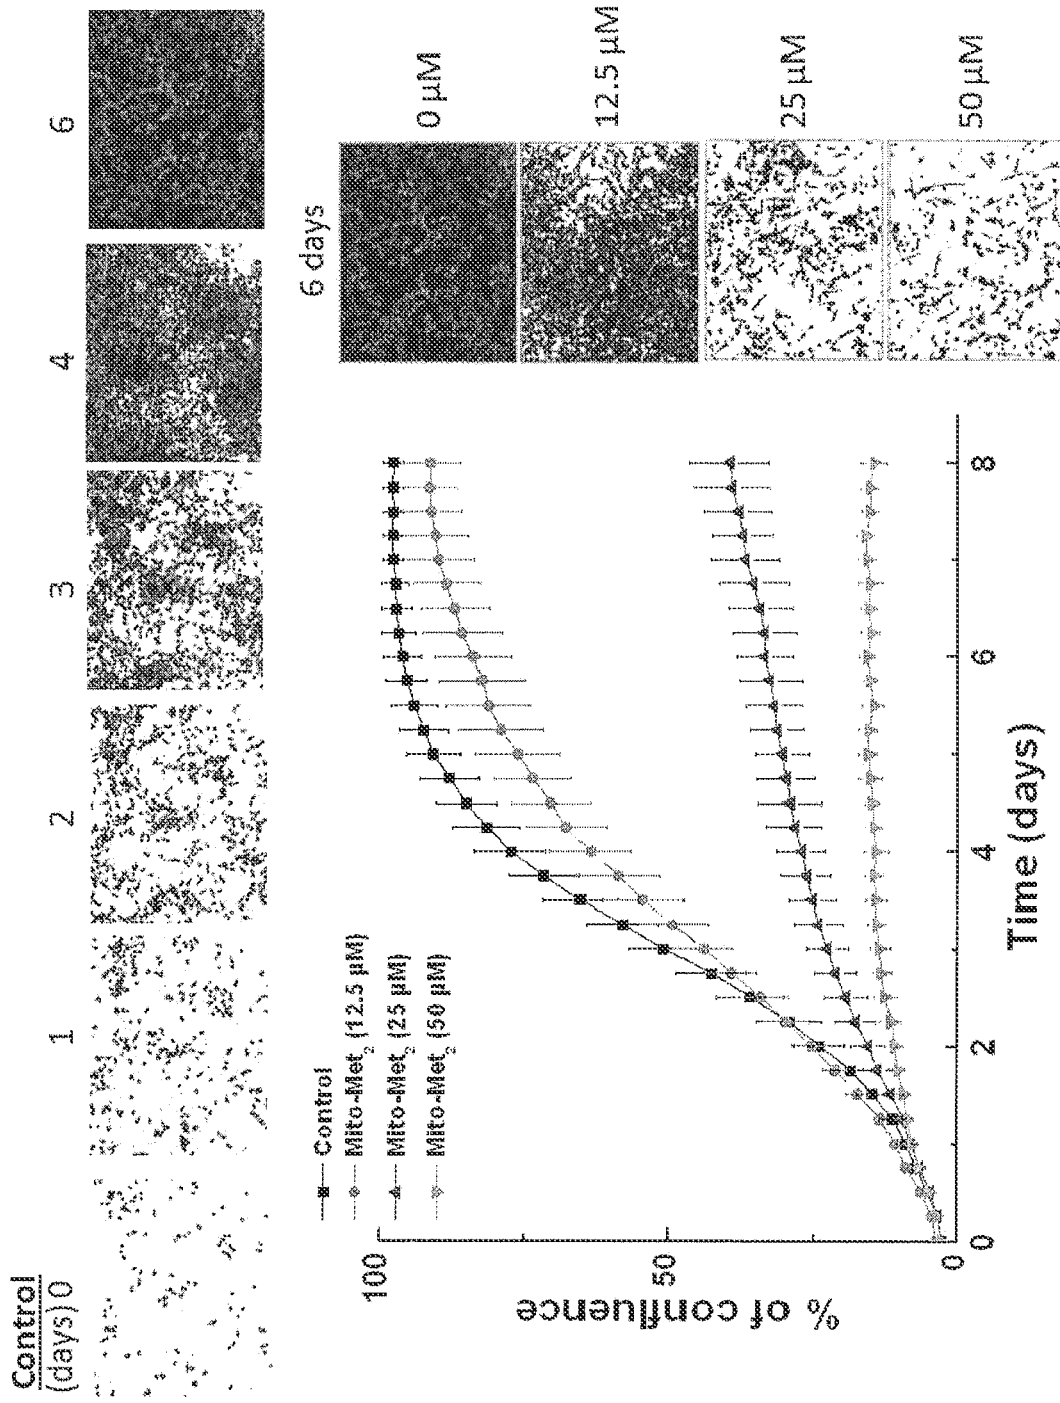 Control
(days) 0
1
2
3
4
6
Control
Mito-Met2 (12.5 µM)
Mito-Met2 (25 µM)
Mito-Met2 (50 µM)
% of confluence
100
50
0
0
2
4
6
8
Time (days)
6 days
0 µM
12.5 µM
25 µM
50 µM